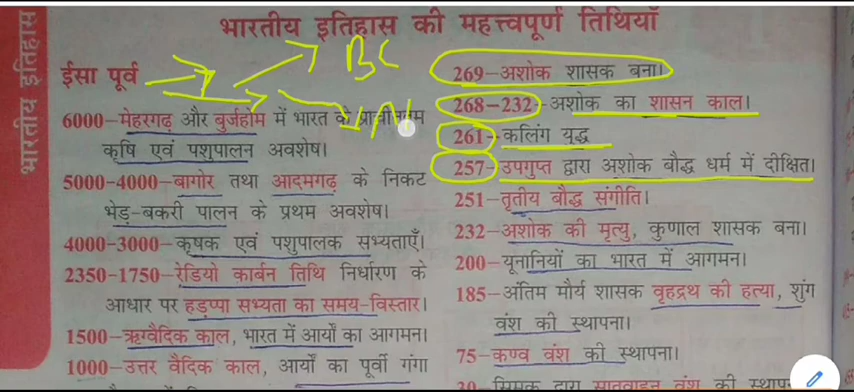 भारतीय इतिहास की महत्त्वपूर्ण तिथियाँ
भारतीय इतिहास
ईसा पूर्व
BC
6000–मेहरगढ़ और बुर्जहोम में भारत के प्राचीनतम
कृषि एवं पशुपालन अवशेष।
5000–4000–बागोर तथा आदमगढ़ के निकट
भेड़-बकरी पालन के प्रथम अवशेष।
4000–3000–कृषक एवं पशुपालक सभ्यताएँ।
2350–1750–रेडियो कार्बन तिथि निर्धारण के
आधार पर हड़प्पा सभ्यता का समय-विस्तार।
1500–ऋग्वैदिक काल, भारत में आर्यों का आगमन।
1000–उत्तर वैदिक काल, आर्यों का पूर्वी गंगा
269–अशोक शासक बना।
268–232–अशोक का शासन काल।
261–कलिंग युद्ध
257–उपगुप्त द्वारा अशोक बौद्ध धर्म में दीक्षित।
251–तृतीय बौद्ध संगीति।
232–अशोक की मृत्यु, कुणाल शासक बना।
200–यूनानियों का भारत में आगमन।
185–अंतिम मौर्य शासक वृहद्रथ की हत्या, शुंग
वंश की स्थापना।
75–कण्व वंश की स्थापना।
30–सिमुक द्वारा सातवाहन वंश की स्थापन